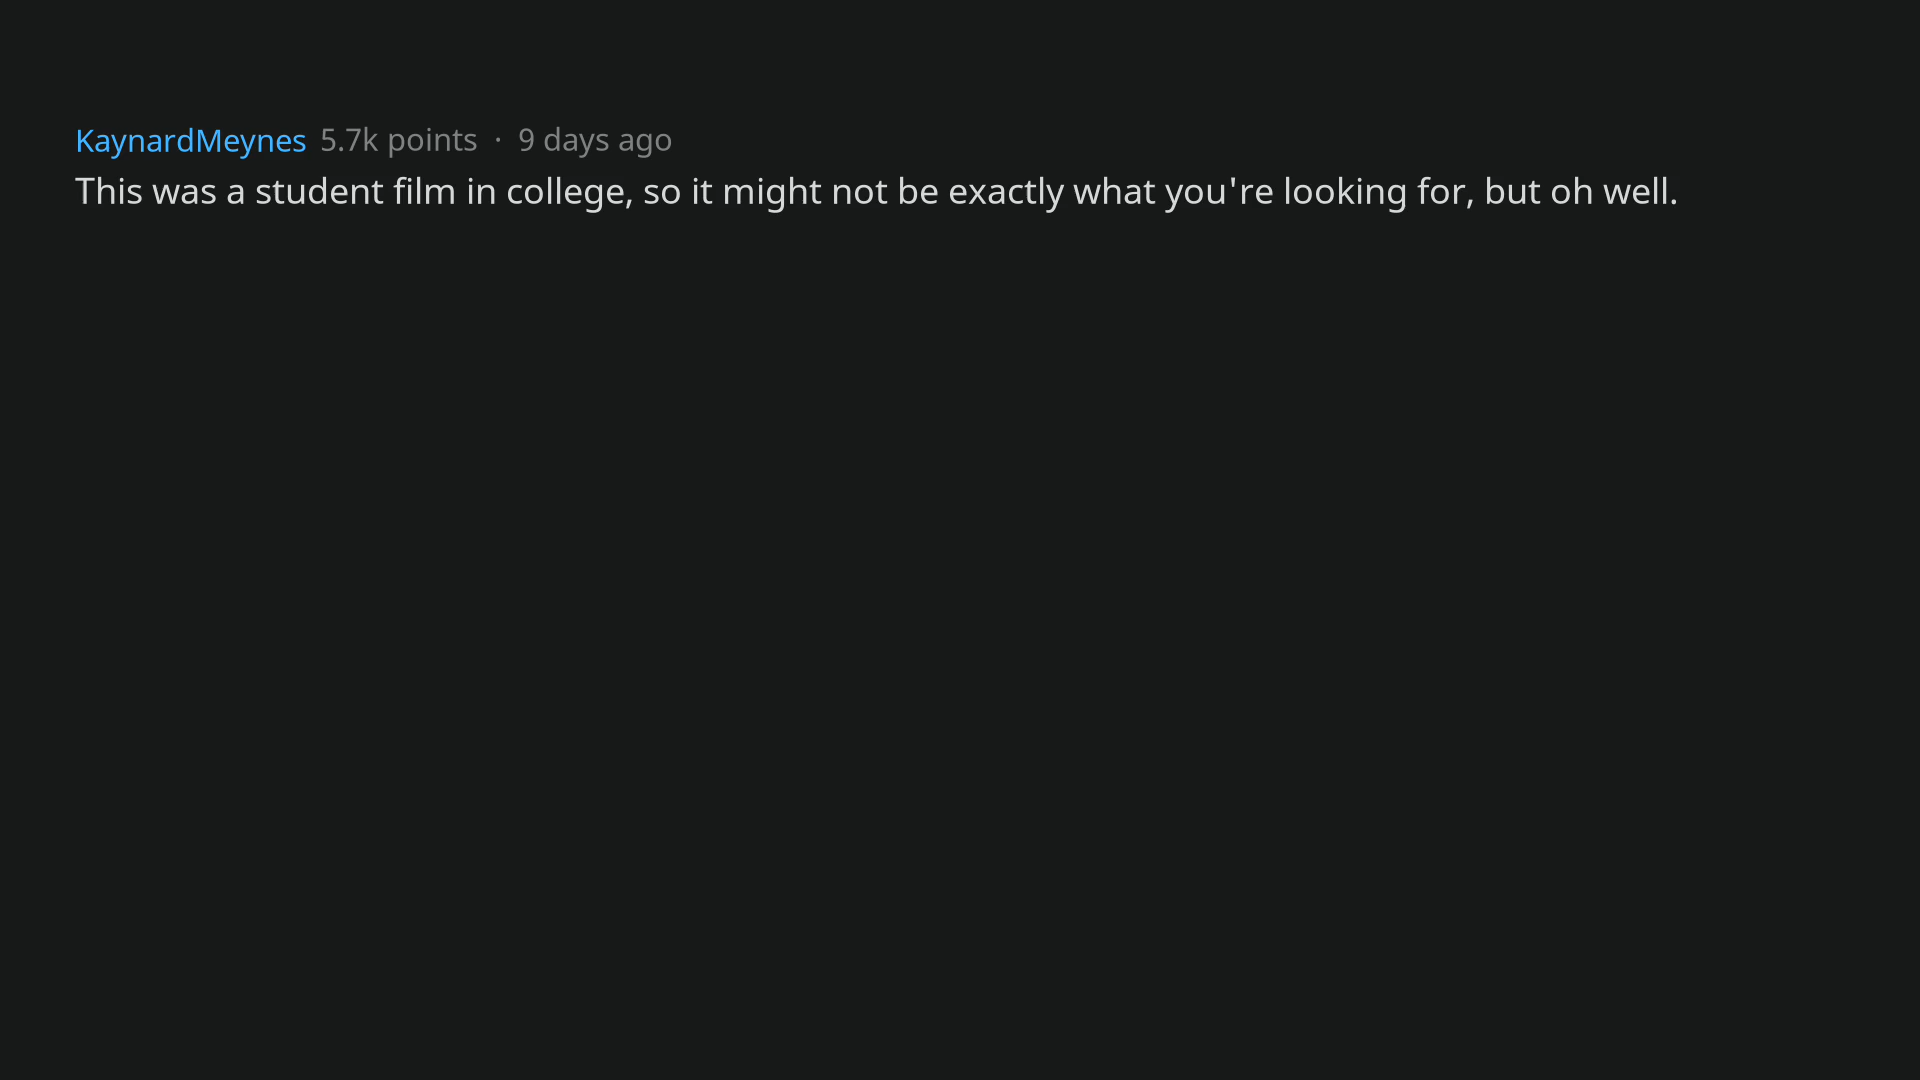 KaynardMeynes 5.7k points · 9 days ago
This was a student film in college, so it might not be exactly what you're looking for, but oh well.